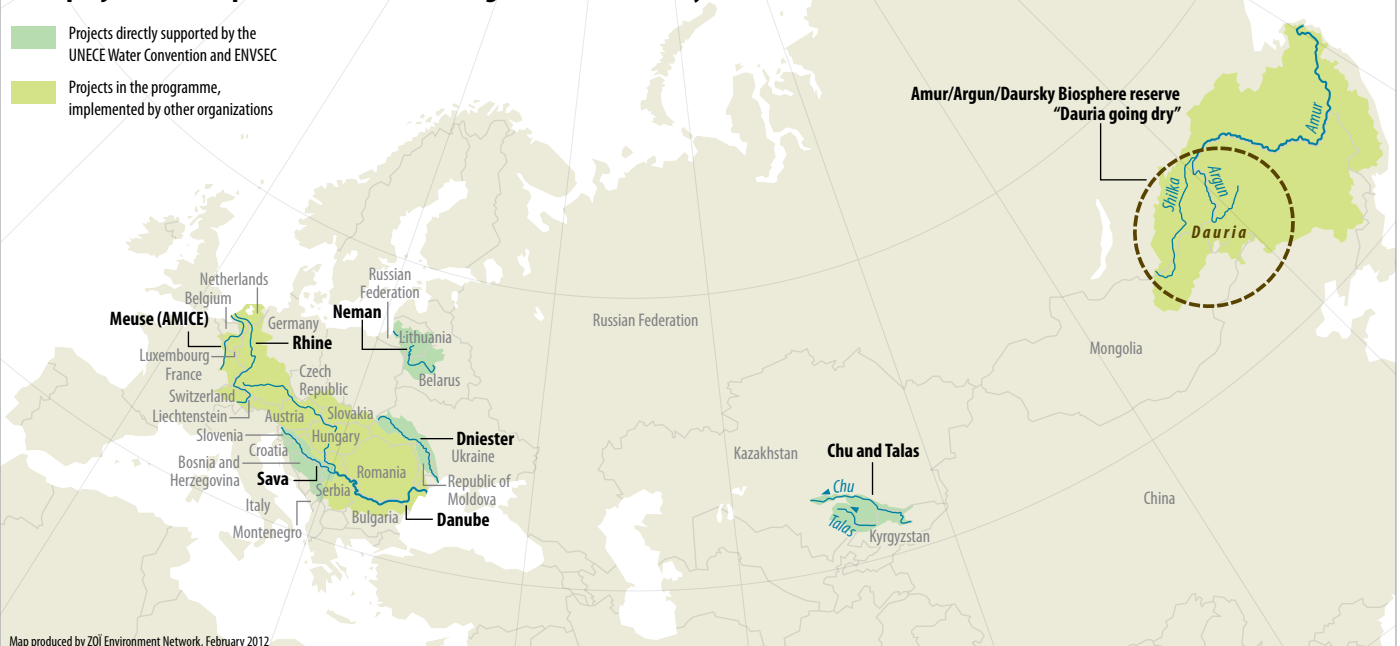 Projects directly supported by the
UNECE Water Convention and ENVSEC
Projects in the programme,
implemented by other organizations
Amur/Argun/Daursky Biosphere reserve
“Dauria going dry”
Amur
Shilka
Argun
Dauria
Netherlands
Belgium
Meuse (AMICE)
Germany
Rhine
Luxembourg
France
Switzerland
Liechtenstein
Czech
Republic
Austria
Slovakia
Slovenia
Hungary
Croatia
Bosnia and
Herzegovina
Sava
Serbia
Romania
Italy
Montenegro
Bulgaria
Danube
Russian
Federation
Neman
Lithuania
Belarus
Dniester
Ukraine
Republic of
Moldova
Russian Federation
Kazakhstan
Chu and Talas
Chu
Talas
Kyrgyzstan
Mongolia
China
Map produced by ZOÏ Environment Network, February 2012